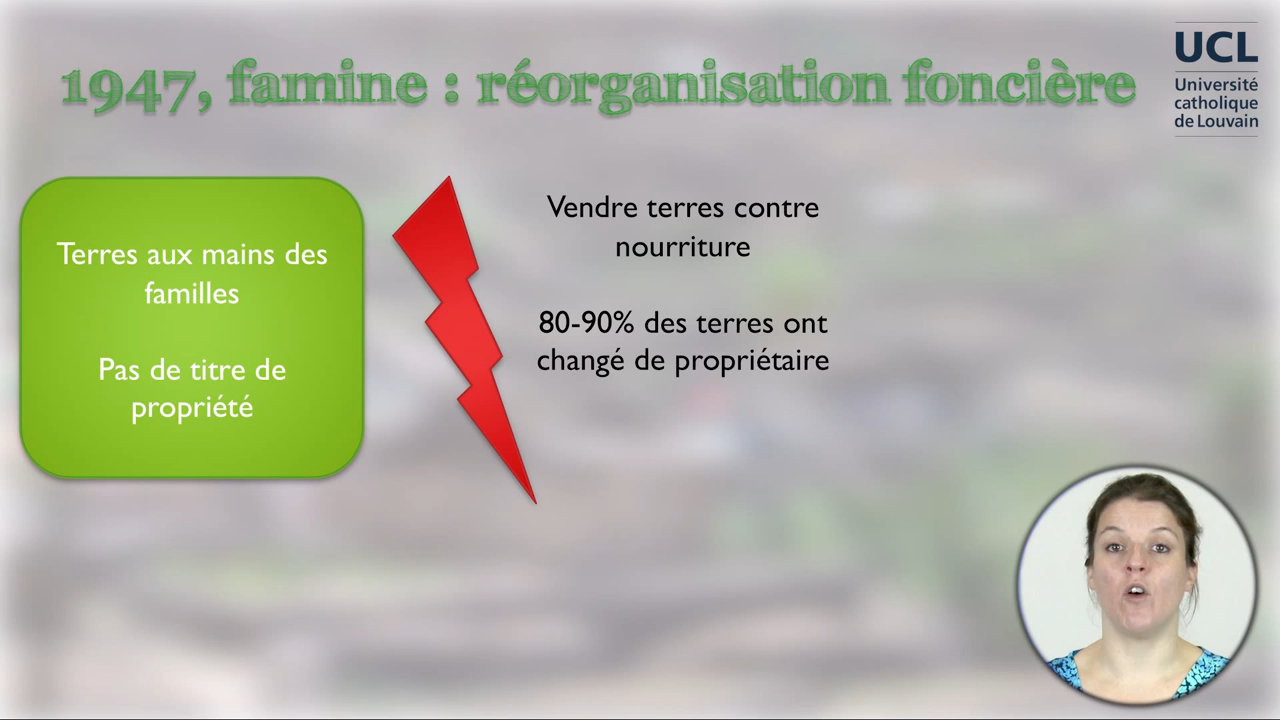 1947, famine : réorganisation foncière
UCL
Université
catholique
de Louvain
Terres aux mains des
familles
Pas de titre de
propriété
Vendre terres contre
nourriture
80-90% des terres ont
changé de propriétaire